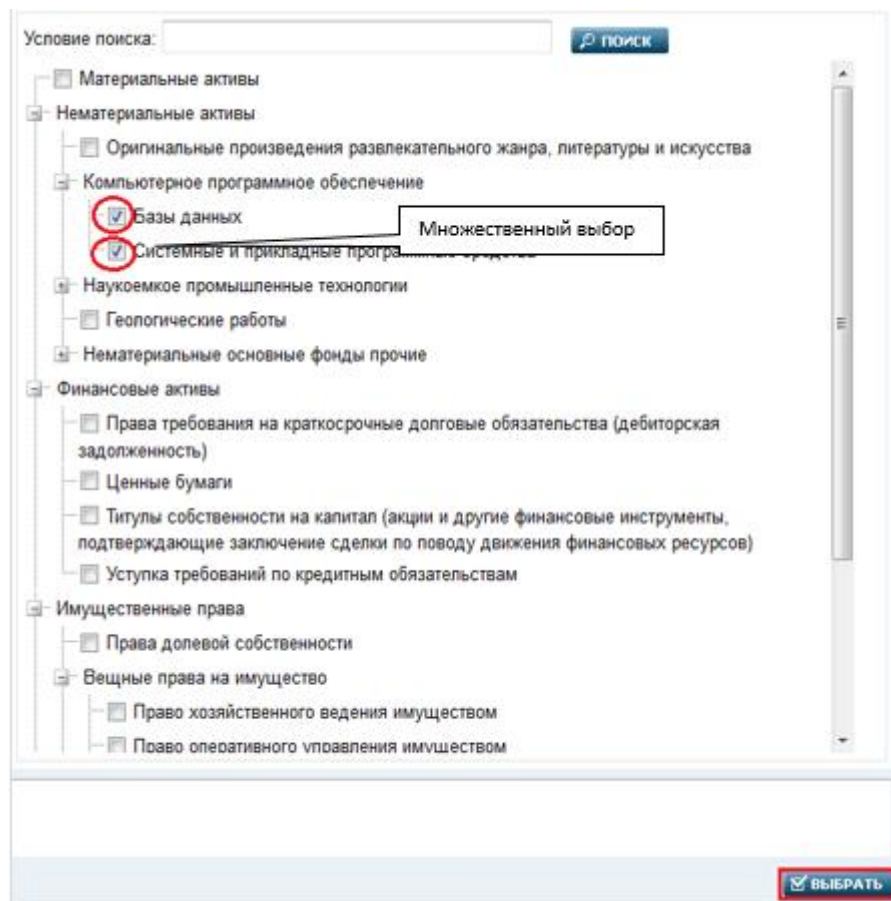 Условие поиска:
ПОИСК
Материальные активы
Нематериальные активы
Оригинальные произведения развлекательного жанра, литературы и искусства
Компьютерное программное обеспечение
Базы данных
Множественный выбор
Системные и прикладные программные средства
Наукоемкое промышленные технологии
Геологические работы
Нематериальные основные фонды прочие
Финансовые активы
Права требования на краткосрочные долговые обязательства (дебиторская
задолженность)
Ценные бумаги
Титулы собственности на капитал (акции и другие финансовые инструменты,
подтверждающие заключение сделки по поводу движения финансовых ресурсов)
Уступка требований по кредитным обязательствам
Имущественные права
Права долевой собственности
Вещные права на имущество
Право хозяйственного ведения имуществом
Право оперативного управления имуществом
ВЫБРАТЬ